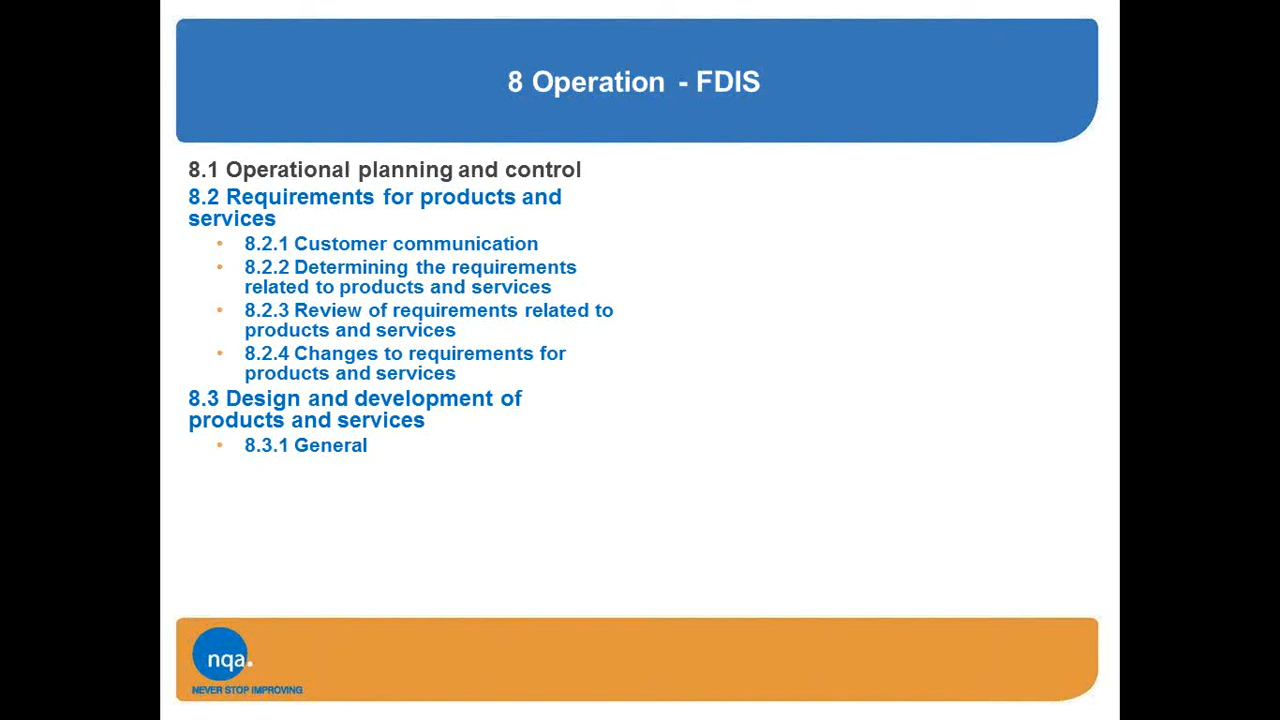 8 Operation - FDIS
8.1 Operational planning and control
8.2 Requirements for products and
services
• 8.2.1 Customer communication
• 8.2.2 Determining the requirements
related to products and services
• 8.2.3 Review of requirements related to
products and services
• 8.2.4 Changes to requirements for
products and services
8.3 Design and development of
products and services
• 8.3.1 General
nqa.
NEVER STOP IMPROVING